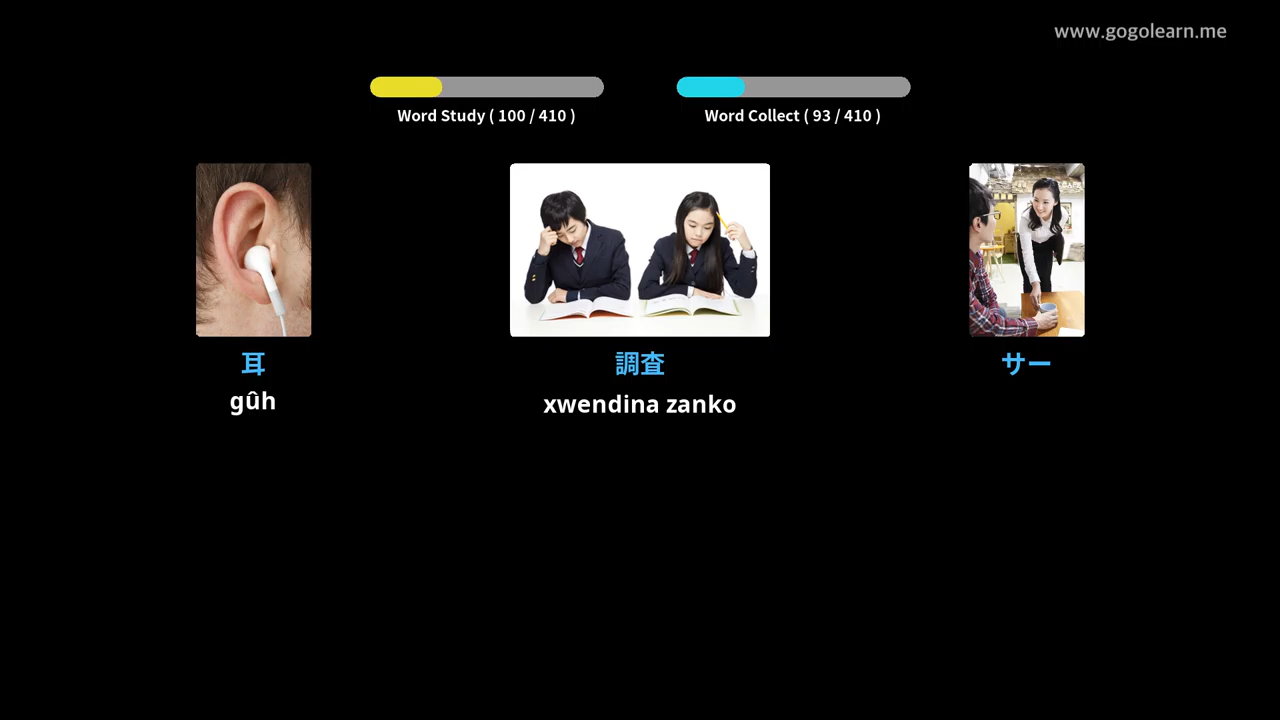 www.gogolearn.me
Word Study ( 100 / 410 )
Word Collect ( 93 / 410 )
耳
gûh
調査
xwendina zanko
サー